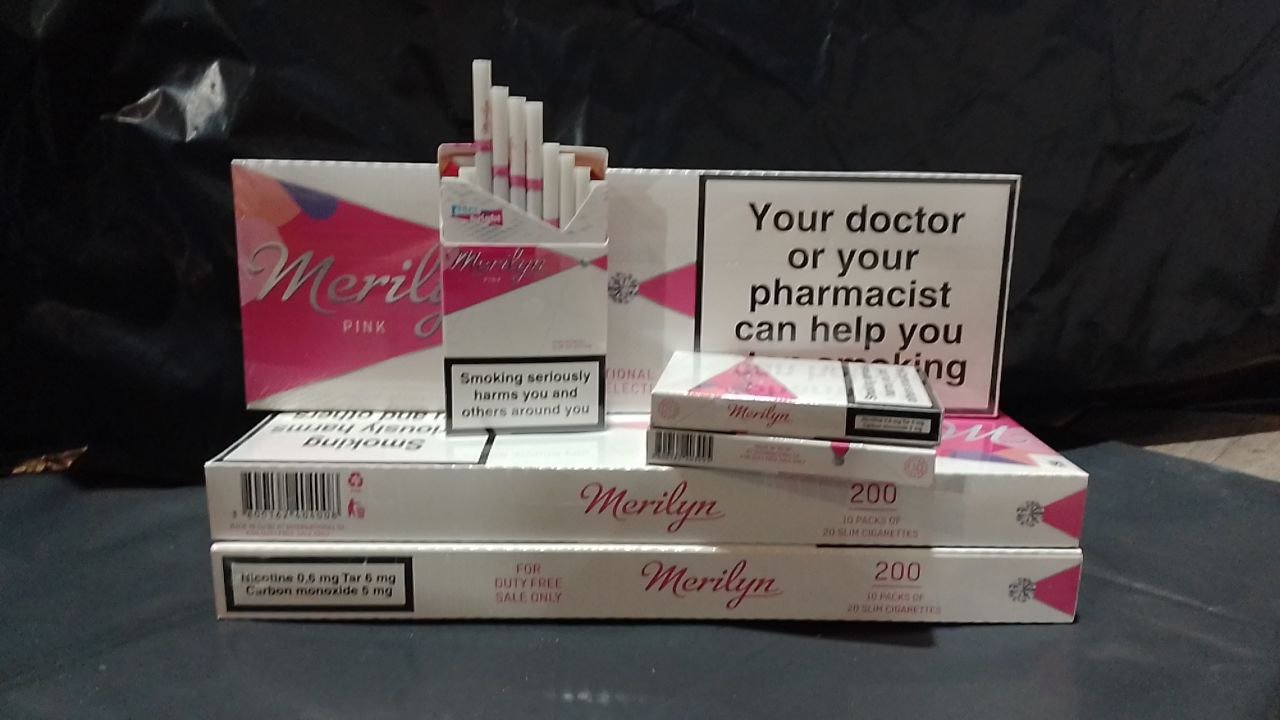 Merilyn
PINK
Your doctor
or your
pharmacist
can help you
smoking
Merilyn
Smoking seriously
harms you and
others around you
Merilyn
Smoking
harms
and others
Merilyn
200
10 PACKS OF
20 SLIM CIGARETTES
Nicotine 0,5 mg Tar 6 mg
Carbon monoxide 5 mg
FOR
DUTY FREE
SALE ONLY
Merilyn
200
10 PACKS OF
20 SLIM CIGARETTES